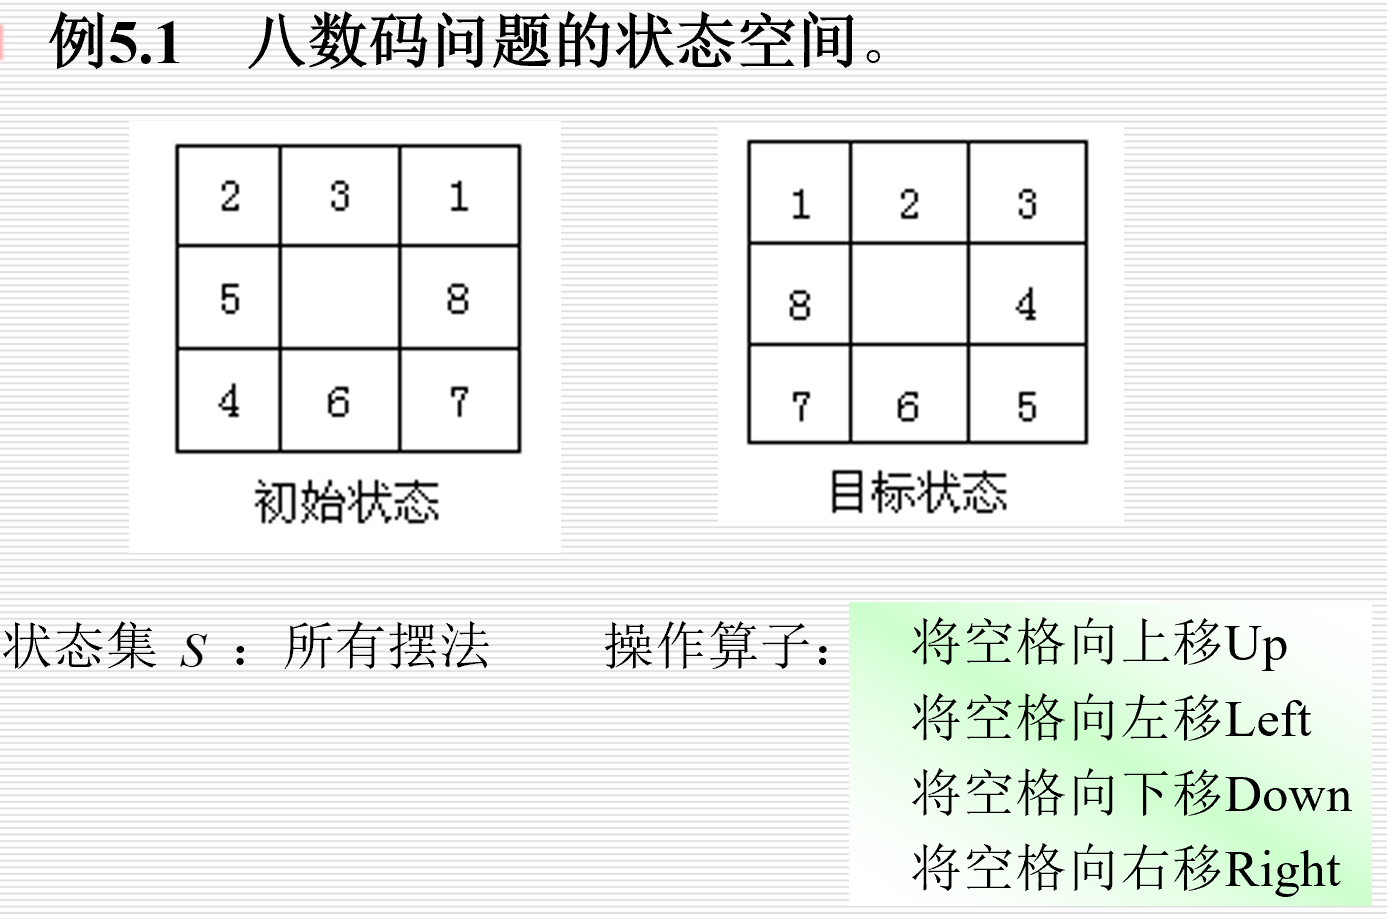 例5.1 八数码问题的状态空间。
2 3 1
5 8
4 6 7
初始状态
1 2 3
8 4
7 6 5
目标状态
状态集 S ：所有摆法
操作算子：
将空格向上移Up
将空格向左移Left
将空格向下移Down
将空格向右移Right